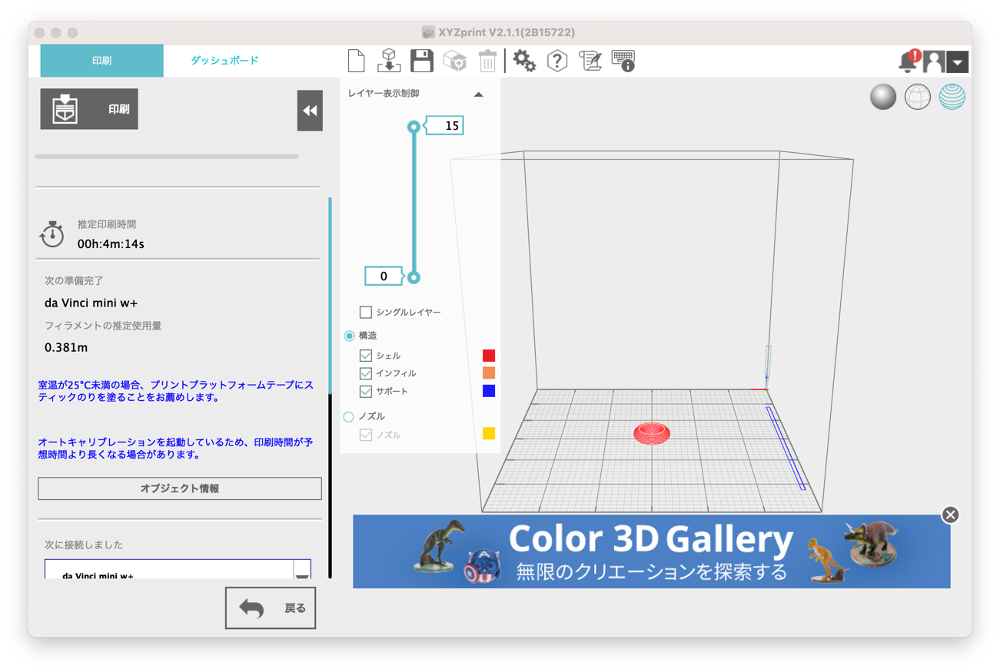 XYZprint V2.1.1(2B15722)
印刷
ダッシュボード
印刷
推定印刷時間
00h:4m:14s
次の準備完了
da Vinci mini w+
フィラメントの推定使用量
0.381m
室温が25℃未満の場合、プリントプラットフォームテープにス
ティックのりを塗ることをお薦めします。
オートキャリブレーションを起動しているため、印刷時間が予
想時間より長くなる場合があります。
オブジェクト情報
次に接続しました
da Vinci mini w+
戻る
レイヤー表示制御
15
0
シングルレイヤー
構造
シェル
インフィル
サポート
ノズル
ノズル
Color 3D Gallery
無限のクリエーションを探索する